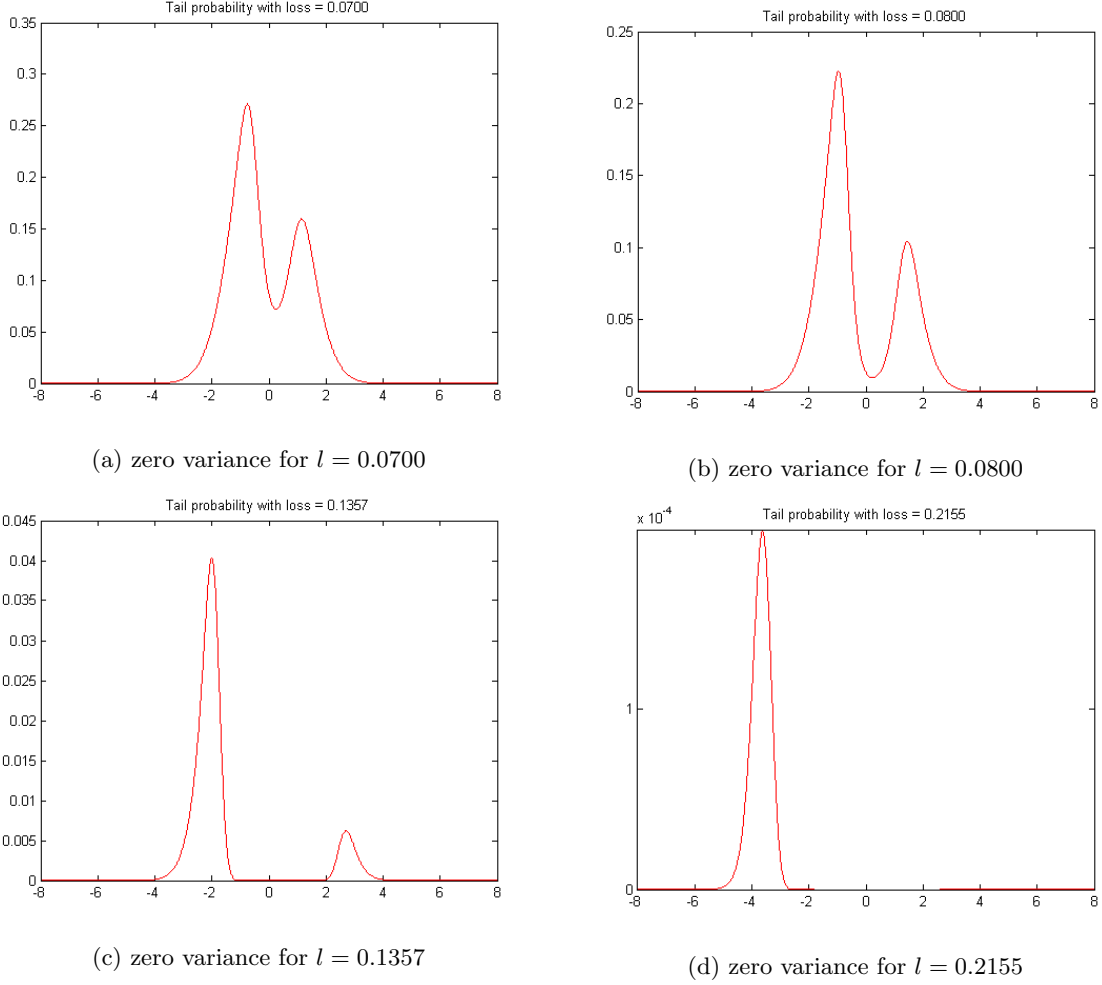 Tail probability with loss = 0.0700
0.35
0.3
0.25
0.2
0.15
0.1
0.05
0
-8 -6 -4 -2 0 2 4 6 8
(a) zero variance for l = 0.0700
Tail probability with loss = 0.0800
0.25
0.2
0.15
0.1
0.05
0
-8 -6 -4 -2 0 2 4 6 8
(b) zero variance for l = 0.0800
Tail probability with loss = 0.1357
0.045
0.04
0.035
0.03
0.025
0.02
0.015
0.01
0.005
0
-8 -6 -4 -2 0 2 4 6 8
(c) zero variance for l = 0.1357
x 10^-4
Tail probability with loss = 0.2155
1
0
-8 -6 -4 -2 0 2 4 6 8
(d) zero variance for l = 0.2155